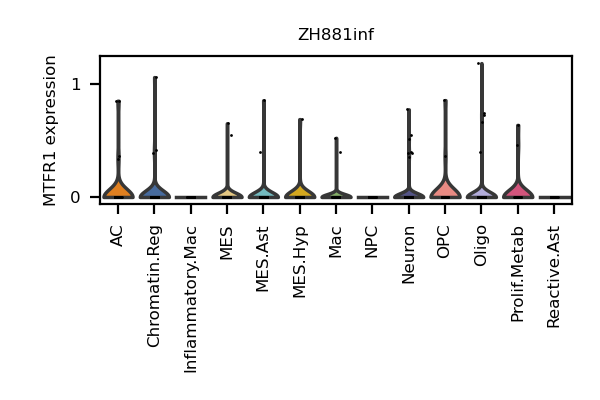 ZH881inf
MTFR1 expression
1
0
AC
Chromatin.Reg
Inflammatory.Mac
MES
MES.Ast
MES.Hyp
Mac
NPC
Neuron
OPC
Oligo
Prolif.Metab
Reactive.Ast